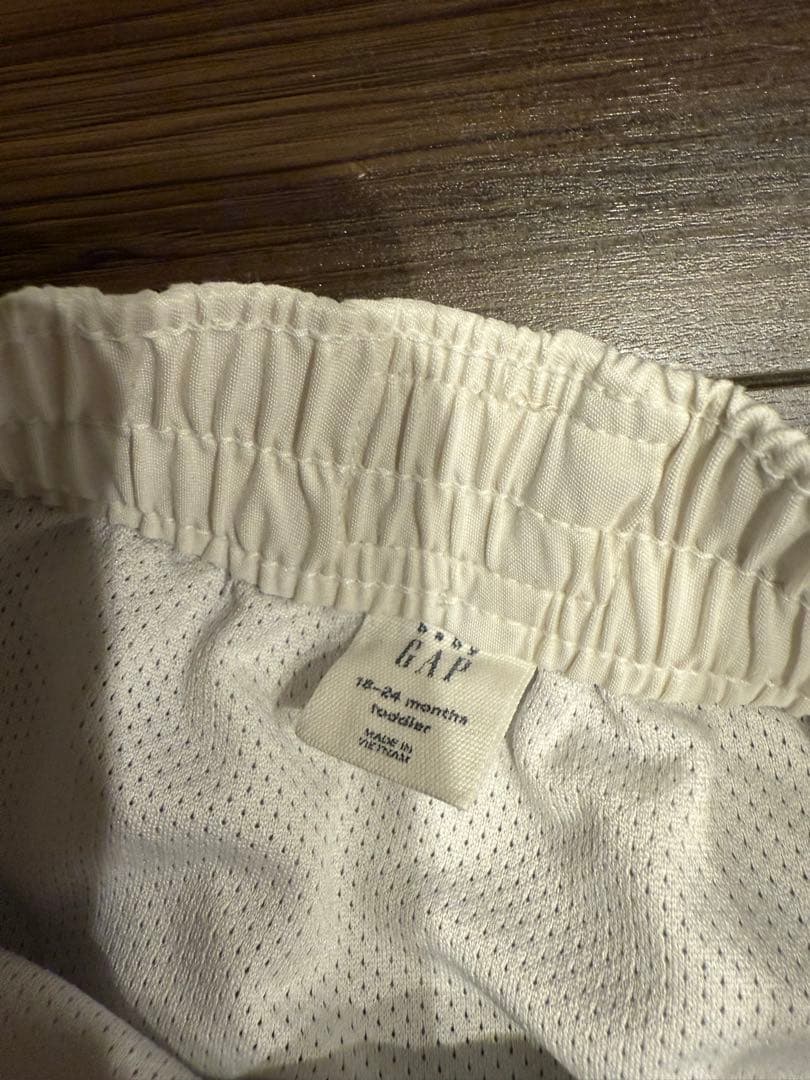 baby
GAP
18-24 months
toddler
MADE IN
VIETNAM